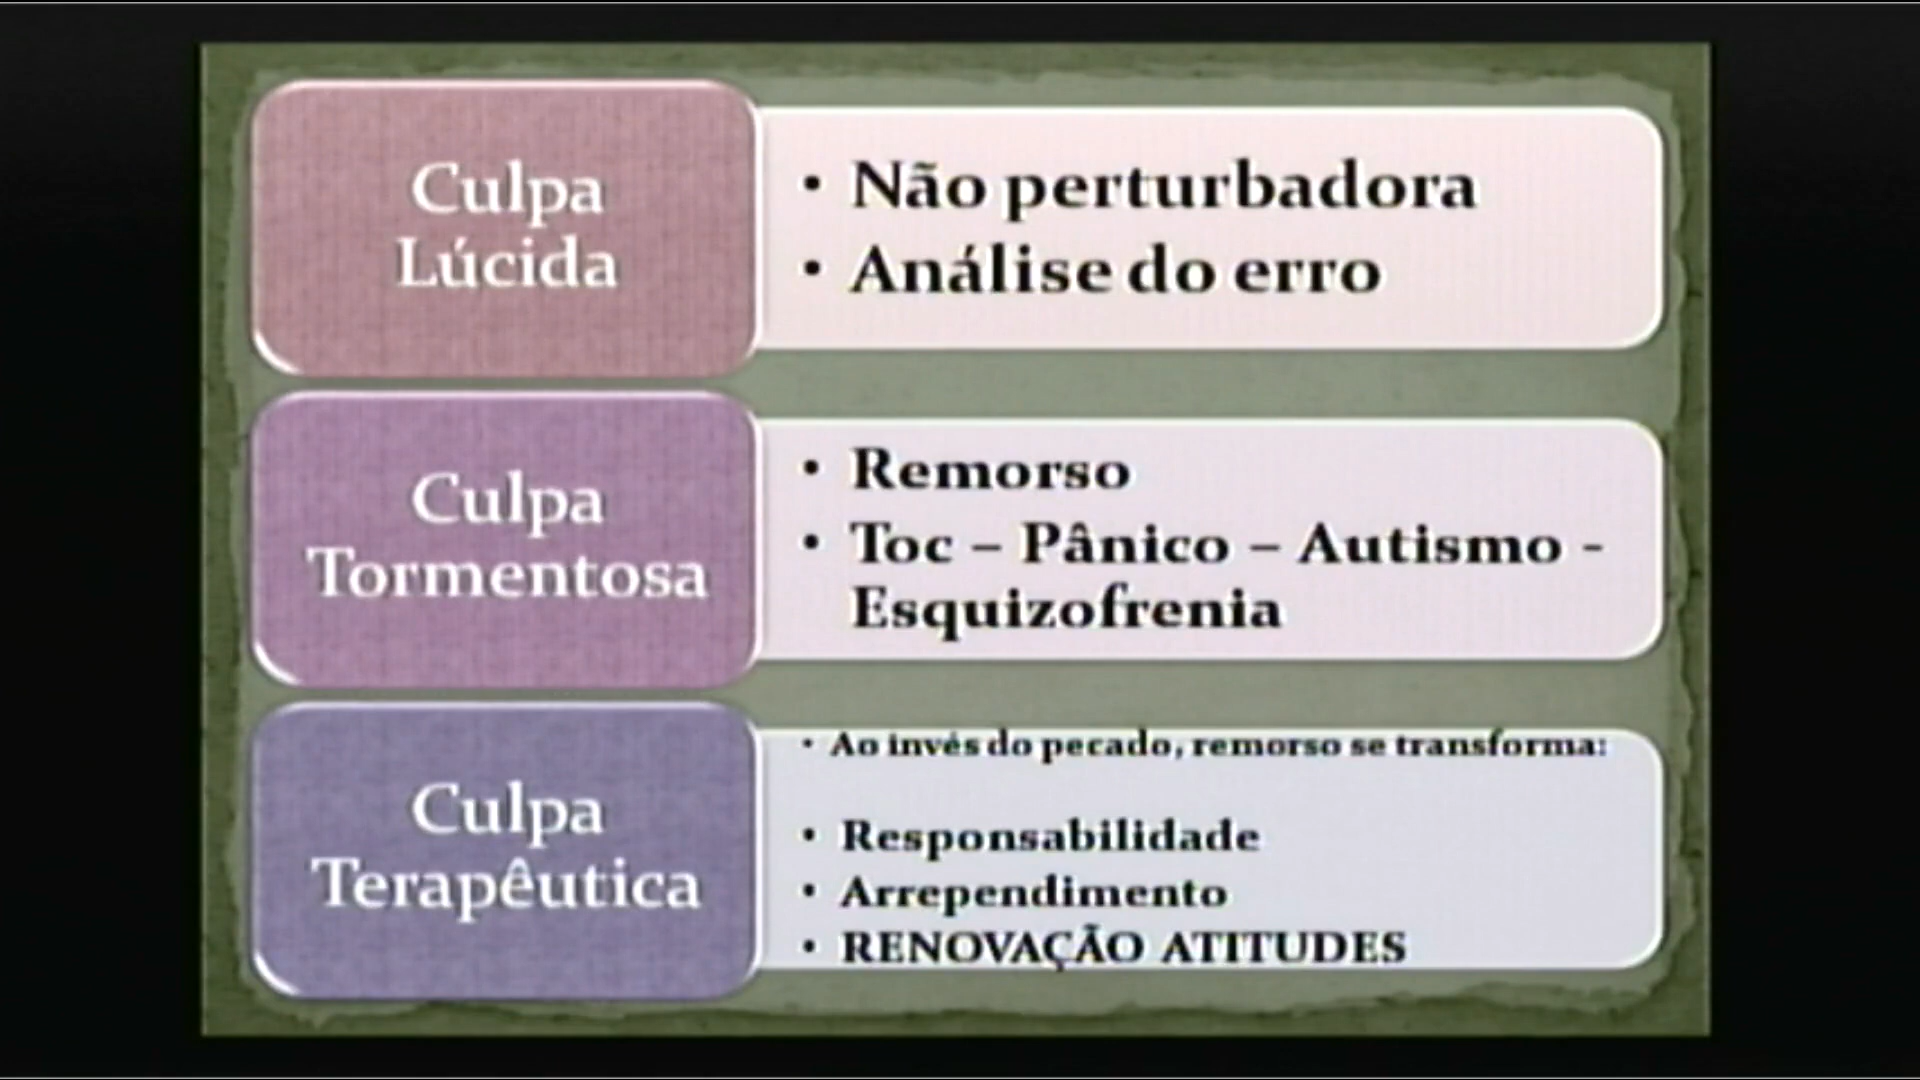 Culpa
Lúcida
• Não perturbadora
• Análise do erro
Culpa
Tormentosa
• Remorso
• Toc – Pânico – Autismo -
Esquizofrenia
Culpa
Terapêutica
• Ao invés do pecado, remorso se transforma:
• Responsabilidade
• Arrependimento
• RENOVAÇÃO ATITUDES